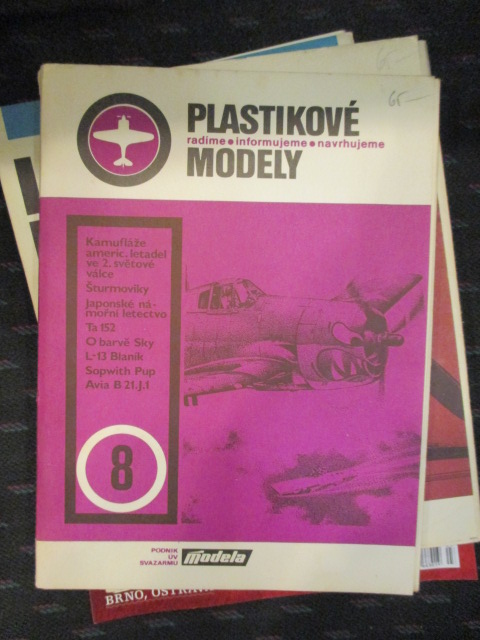 65—
PLASTIKOVÉ
radíme • informujeme • navrhujeme
MODELY
Kamufláže
americ. letadel
ve 2. světové
válce
Šturmoviky
Japonské ná-
mořní letectvo
Ta 152
O barvě Sky
L-13 Blaník
Sopwith Pup
Avia B 21.J.1
8
PODNIK
ÚV
SVAZARMU
modela
BRNO, OSTRAVA